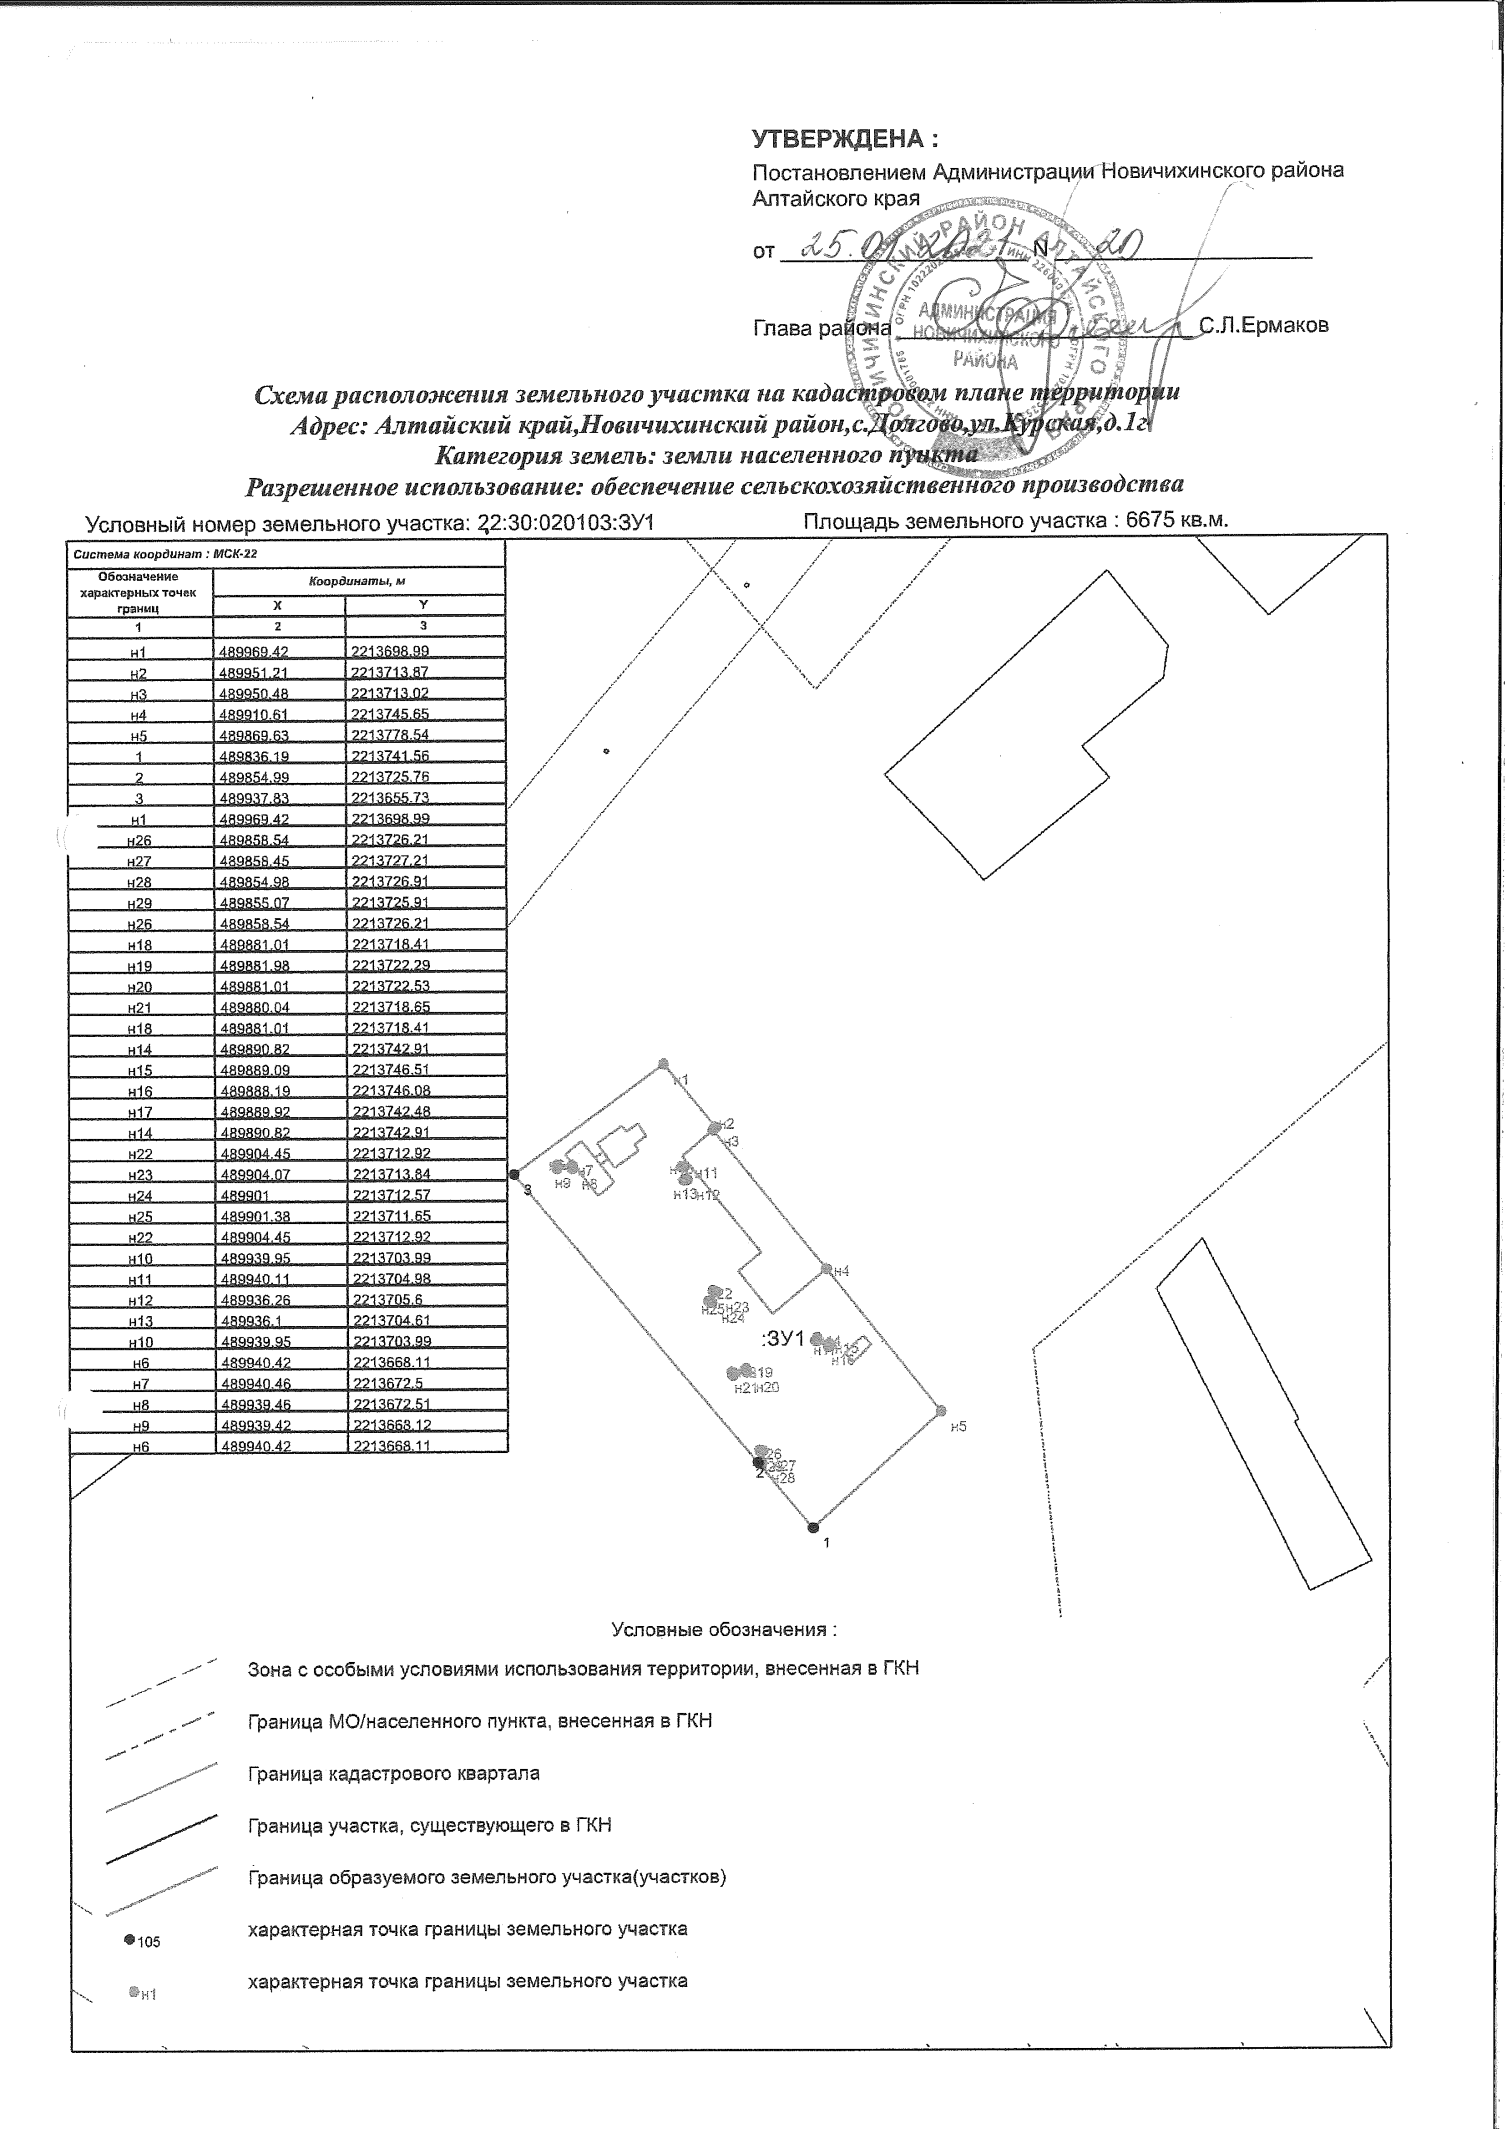 УТВЕРЖДЕНА :
Постановлением Администрации Новичихинского района
Алтайского края
от 25.01.2021 N 20
Глава района С.Л.Ермаков
АДМИНИСТРАЦИЯ
НОВИЧИХИНСКОГО
РАЙОНА
Схема расположения земельного участка на кадастровом плане территории
Адрес: Алтайский край,Новичихинский район,с.Долгово,ул.Курская,д.1г
Категория земель: земли населенного пункта
Разрешенное использование: обеспечение сельскохозяйственного производства
Условный номер земельного участка: 22:30:020103:ЗУ1 Площадь земельного участка : 6675 кв.м.
Система координат : МСК-22
Обозначение характерных точек границ Координаты, м
X Y
1 2 3
н1 489969.42 2213698.99
н2 489951.21 2213713.87
н3 489950.48 2213713.02
н4 489910.61 2213745.65
н5 489869.63 2213778.54
1 489836.19 2213741.56
2 489854.99 2213725.76
3 489937.83 2213655.73
н1 489969.42 2213698.99
н26 489858.54 2213726.21
н27 489858.45 2213727.21
н28 489854.98 2213726.91
н29 489855.07 2213725.91
н26 489858.54 2213726.21
н18 489881.01 2213718.41
н19 489881.98 2213722.29
н20 489881.01 2213722.53
н21 489880.04 2213718.65
н18 489881.01 2213718.41
н14 489890.82 2213742.91
н15 489889.09 2213746.51
н16 489888.19 2213746.08
н17 489889.92 2213742.48
н14 489890.82 2213742.91
н22 489904.45 2213712.92
н23 489904.07 2213713.84
н24 489901 2213712.57
н25 489901.38 2213711.65
н22 489904.45 2213712.92
н10 489939.95 2213703.99
н11 489940.11 2213704.98
н12 489936.26 2213705.6
н13 489936.1 2213704.61
н10 489939.95 2213703.99
н6 489940.42 2213668.11
н7 489940.46 2213672.5
н8 489939.46 2213672.51
н9 489939.42 2213668.12
н6 489940.42 2213668.11
н1
н2
н3
н7
н11
3
н9
н8
н13
н12
н4
н25
н23
н24
:ЗУ1
н16
н21
н20
н5
2
н28
1
Условные обозначения :
Зона с особыми условиями использования территории, внесенная в ГКН
Граница МО/населенного пункта, внесенная в ГКН
Граница кадастрового квартала
Граница участка, существующего в ГКН
Граница образуемого земельного участка(участков)
105 характерная точка границы земельного участка
н1 характерная точка границы земельного участка